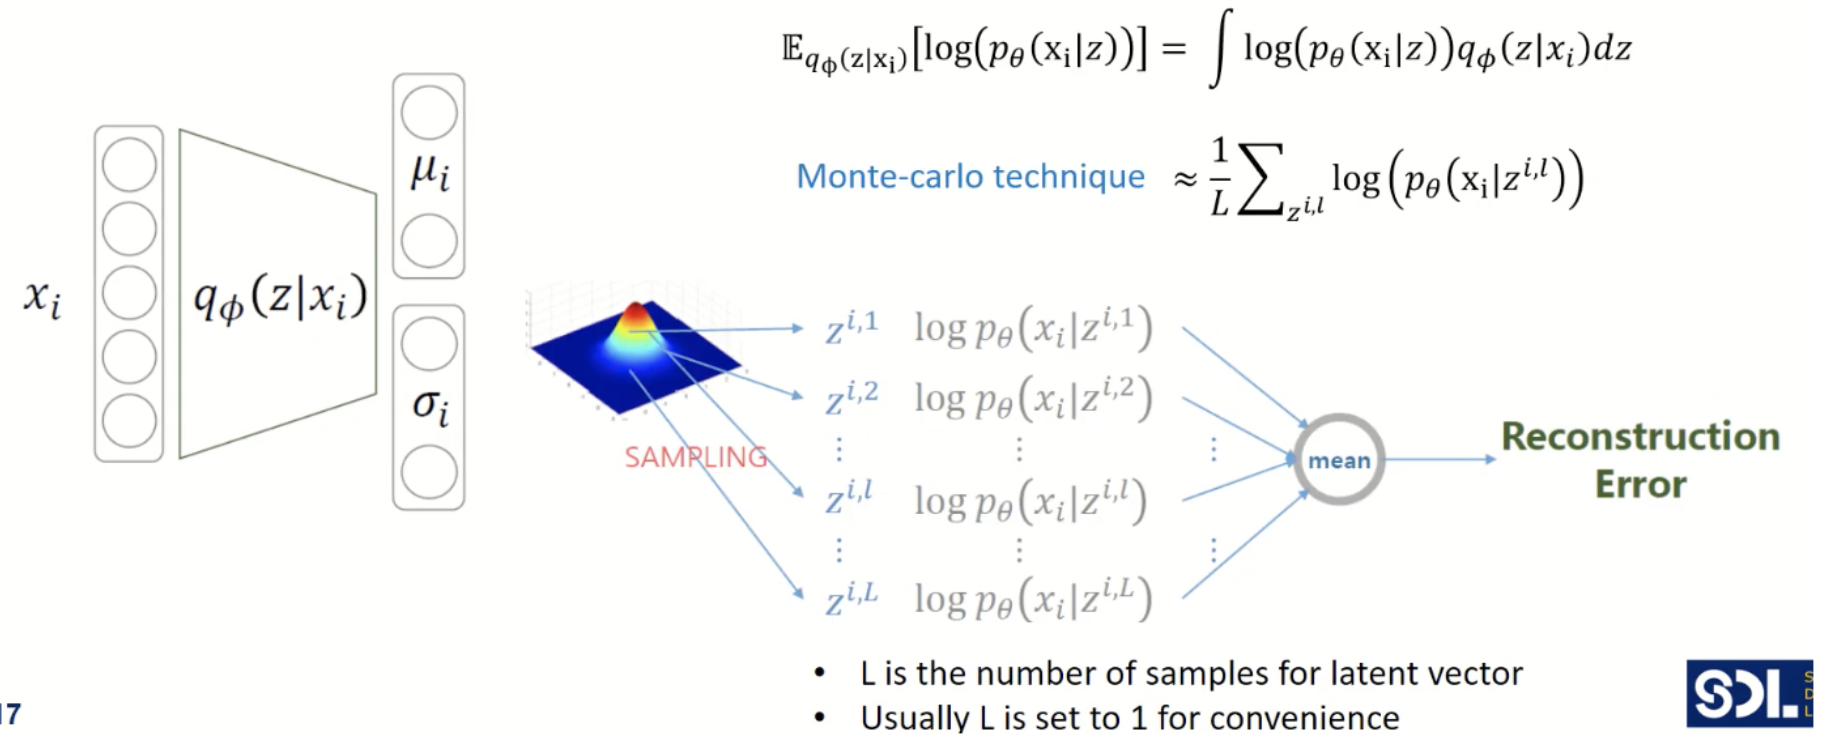 𝔼_{q_ϕ(z|x_i)}[log(p_θ(x_i|z))] = ∫ log(p_θ(x_i|z))q_ϕ(z|x_i)dz
Monte-carlo technique ≈ 1/L ∑_{z^{i,l}} log(p_θ(x_i|z^{i,l}))
μ_i
x_i
q_ϕ(z|x_i)
σ_i
z^{i,1} log p_θ(x_i|z^{i,1})
z^{i,2} log p_θ(x_i|z^{i,2})
⋮ ⋮ ⋮
SAMPLING
z^{i,l} log p_θ(x_i|z^{i,l})
⋮ ⋮ ⋮
z^{i,L} log p_θ(x_i|z^{i,L})
mean
Reconstruction
Error
• L is the number of samples for latent vector
• Usually L is set to 1 for convenience
17
SDL
S
D
L